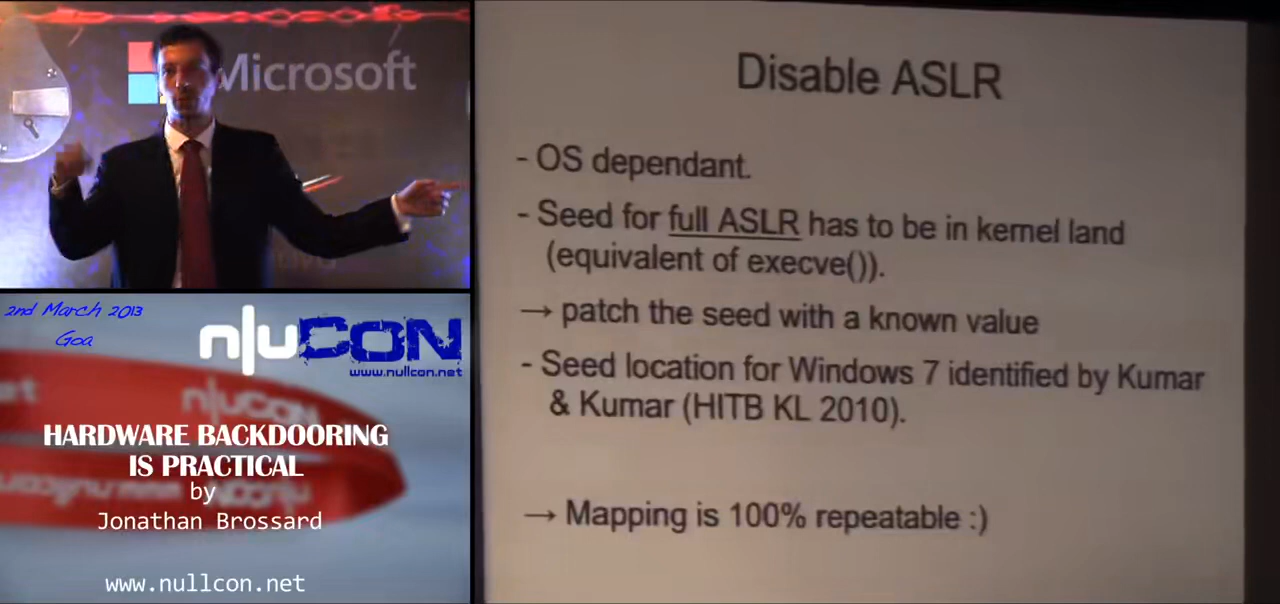 Microsoft
2nd March 2013
Goa
n|uCON
www.nullcon.net
HARDWARE BACKDOORING
IS PRACTICAL
by
Jonathan Brossard
www.nullcon.net
Disable ASLR
- OS dependant.
- Seed for full ASLR has to be in kernel land
(equivalent of execve()).
→ patch the seed with a known value
- Seed location for Windows 7 identified by Kumar
& Kumar (HITB KL 2010).
→ Mapping is 100% repeatable :)